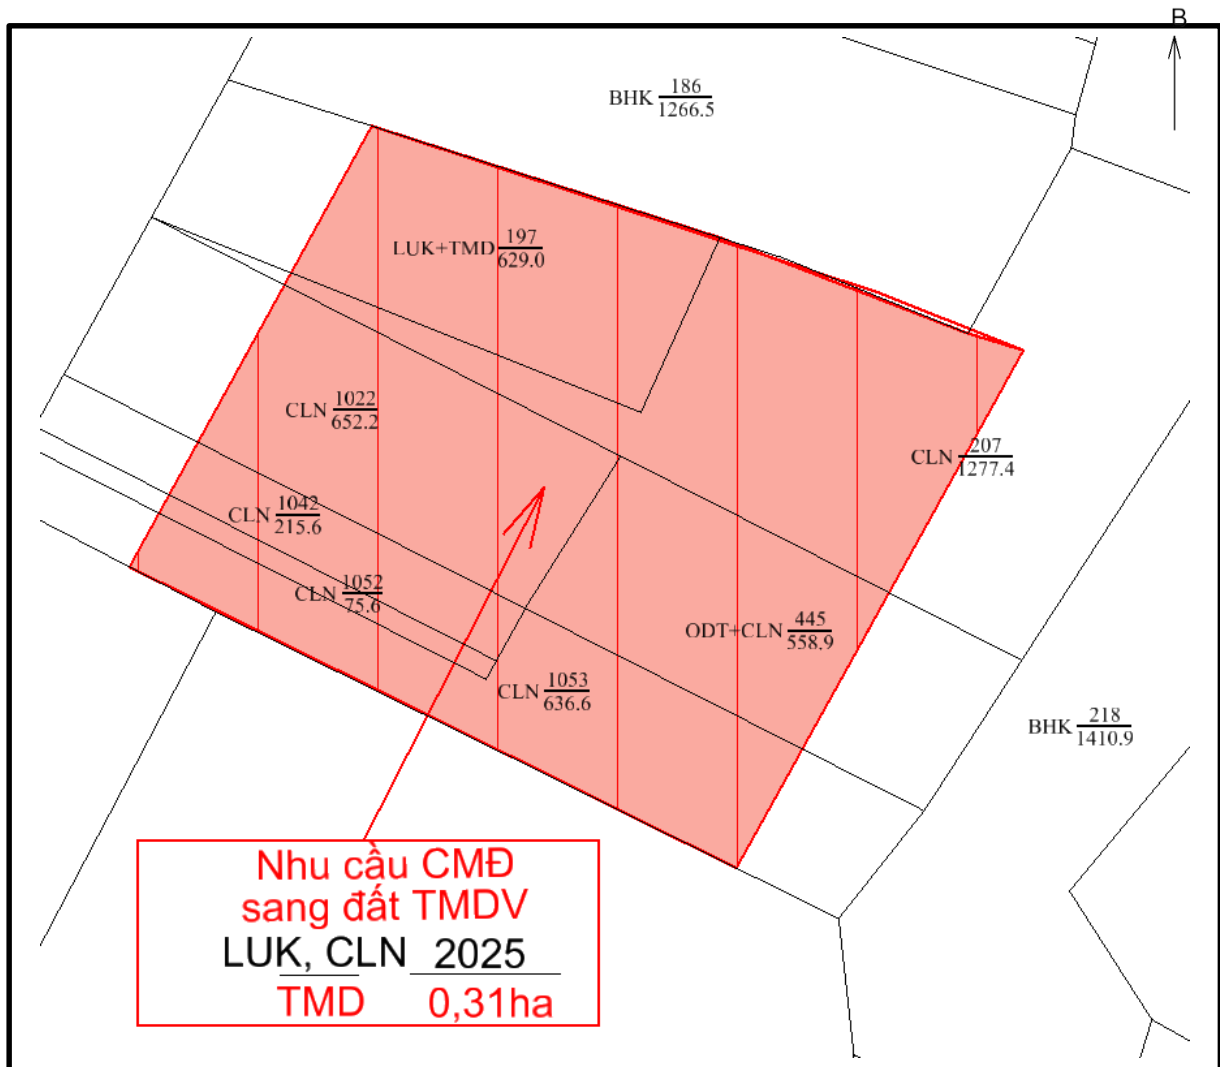 B
BHK 186
1266.5
LUK+TMD 197
629.0
CLN 1022
652.2
CLN 207
1277.4
CLN 1042
215.6
CLN 1052
75.6
ODT+CLN 445
558.9
CLN 1053
636.6
BHK 218
1410.9
Nhu cầu CMĐ
sang đất TMDV
LUK, CLN 2025
TMD 0,31ha